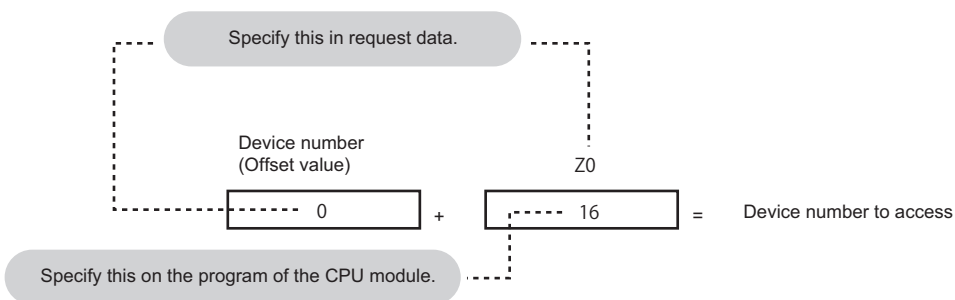 Specify this in request data.
Device number
(Offset value)
Z0
0 + 16 = Device number to access
Specify this on the program of the CPU module.